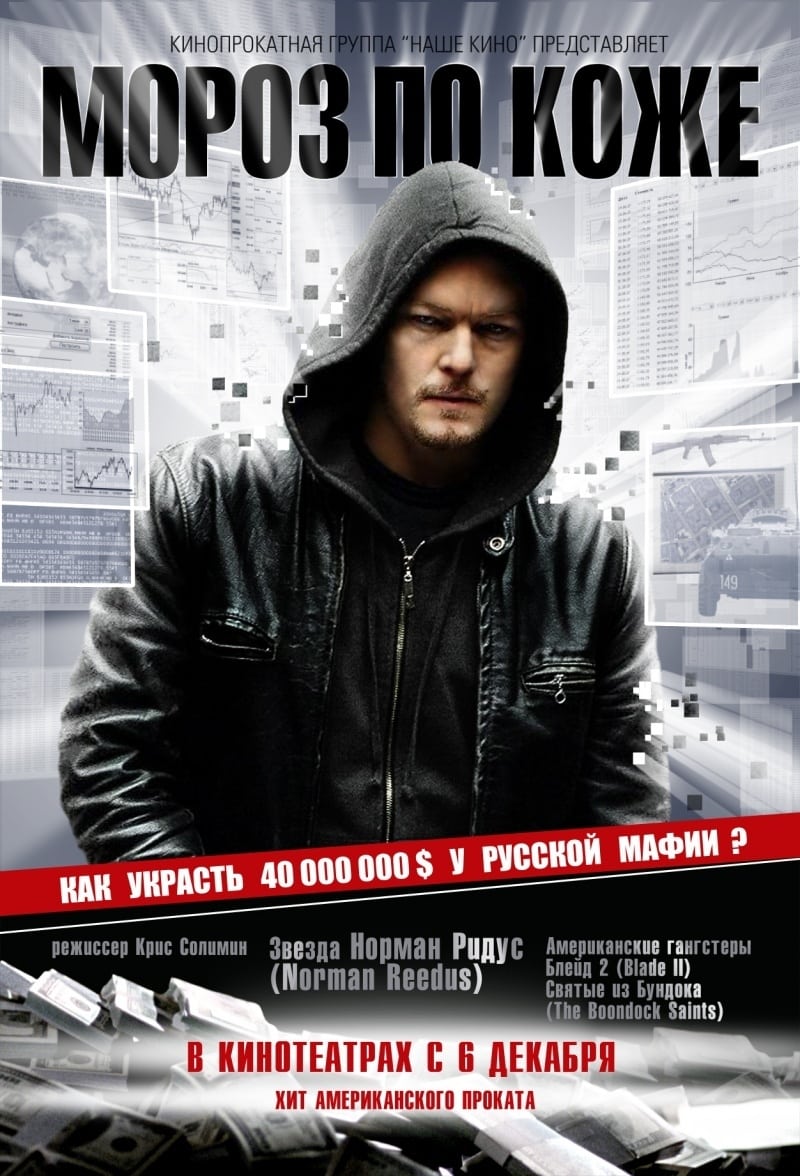 КИНОПРОКАТНАЯ ГРУППА "НАШЕ КИНО" ПРЕДСТАВЛЯЕТ
МОРОЗ ПО КОЖЕ
149
КАК УКРАСТЬ 40 000 000 $ У РУССКОЙ МАФИИ ?
режиссер Крис Солимин
Звезда Норман Ридус
(Norman Reedus)
Американские гангстеры
Блейд 2 (Blade II)
Святые из Бундока
(The Boondock Saints)
В КИНОТЕАТРАХ С 6 ДЕКАБРЯ
ХИТ АМЕРИКАНСКОГО ПРОКАТА